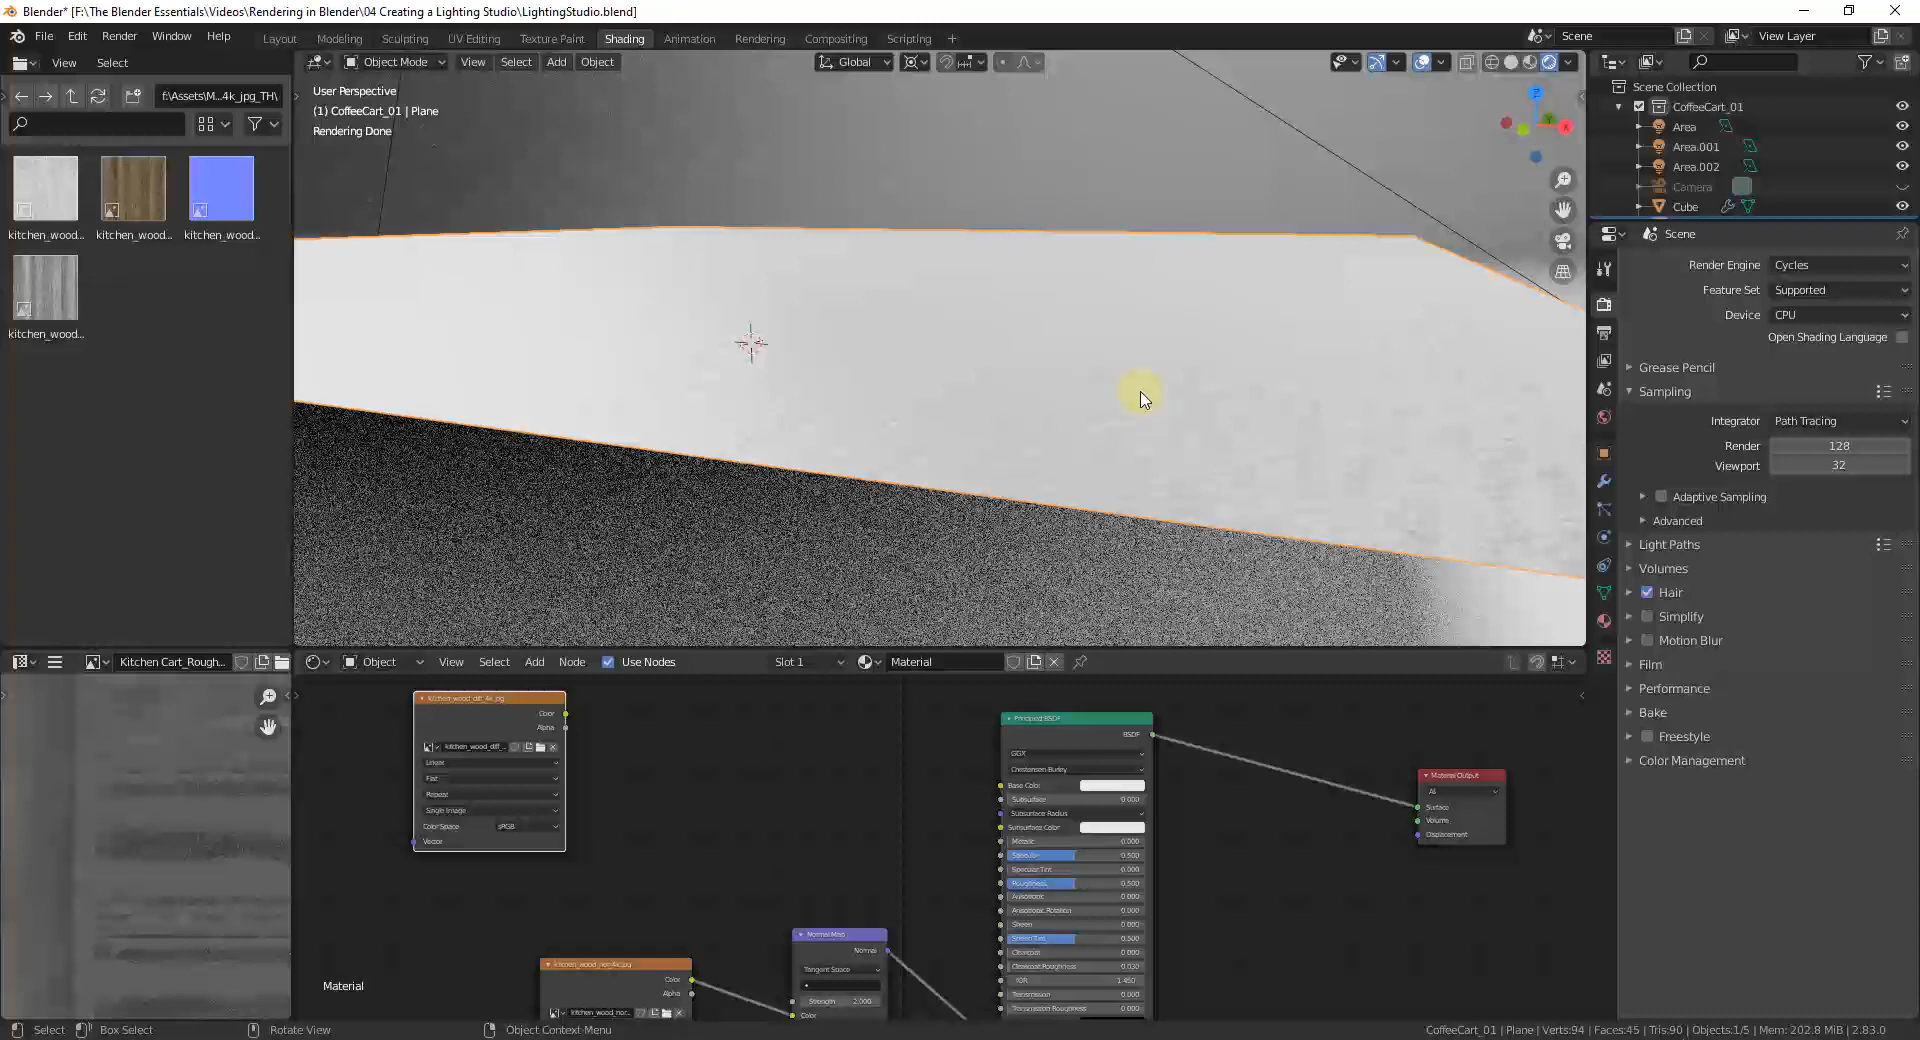 Blender* [F:\The Blender Essentials\Videos\Rendering in Blender\04 Creating a Lighting Studio\LightingStudio.blend]
File Edit Render Window Help
Layout Modeling Sculpting UV Editing Texture Paint Shading Animation Rendering Compositing Scripting +
Scene
View Layer
View Select
Object Mode View Select Add Object
Global
f:\Assets\M...4k_jpg_TH\
User Perspective
(1) CoffeeCart_01 | Plane
Rendering Done
kitchen_wood... kitchen_wood... kitchen_wood...
kitchen_wood...
Scene Collection
CoffeeCart_01
Area
Area.001
Area.002
Camera
Cube
Scene
Render Engine Cycles
Feature Set Supported
Device CPU
Open Shading Language
Grease Pencil
Sampling
Integrator Path Tracing
Render 128
Viewport 32
Adaptive Sampling
Advanced
Light Paths
Volumes
Hair
Simplify
Motion Blur
Film
Performance
Bake
Freestyle
Color Management
Kitchen Cart_Rough...
Object View Select Add Node Use Nodes Slot 1 Material
kitchen_wood_diff_4k.jpg
Color
Alpha
kitchen_wood_diff_...
Linear
Flat
Repeat
Single Image
Color Space sRGB
Vector
Principled BSDF
BSDF
GGX
Christensen-Burley
Base Color
Subsurface 0.000
Subsurface Radius
Subsurface Color
Metallic 0.000
Specular 0.500
Specular Tint 0.000
Roughness 0.500
Anisotropic 0.000
Anisotropic Rotation 0.000
Sheen 0.000
Sheen Tint 0.500
Clearcoat 0.000
Clearcoat Roughness 0.030
IOR 1.450
Transmission 0.000
Transmission Roughness 0.000
Material Output
All
Surface
Volume
Displacement
Normal Map
Normal
Tangent Space
Strength 2.000
Color
kitchen_wood_nor_4k.jpg
Color
Alpha
kitchen_wood_nor...
Material
Select Box Select Rotate View Object Context Menu
CoffeeCart_01 | Plane | Verts:94 | Faces:45 | Tris:90 | Objects:1/5 | Mem: 202.8 MiB | 2.83.0